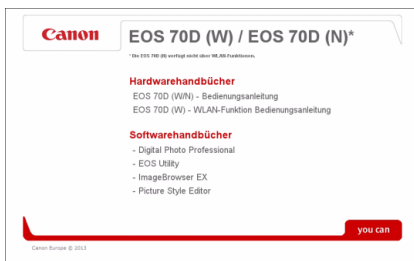 Canon
EOS 70D (W) / EOS 70D (N)*
* Die EOS 70D (N) verfügt nicht über WLAN-Funktionen.
Hardwarehandbücher
EOS 70D (W/N) - Bedienungsanleitung
EOS 70D (W) - WLAN-Funktion Bedienungsanleitung
Softwarehandbücher
- Digital Photo Professional
- EOS Utility
- ImageBrowser EX
- Picture Style Editor
you can
Canon Europe © 2013